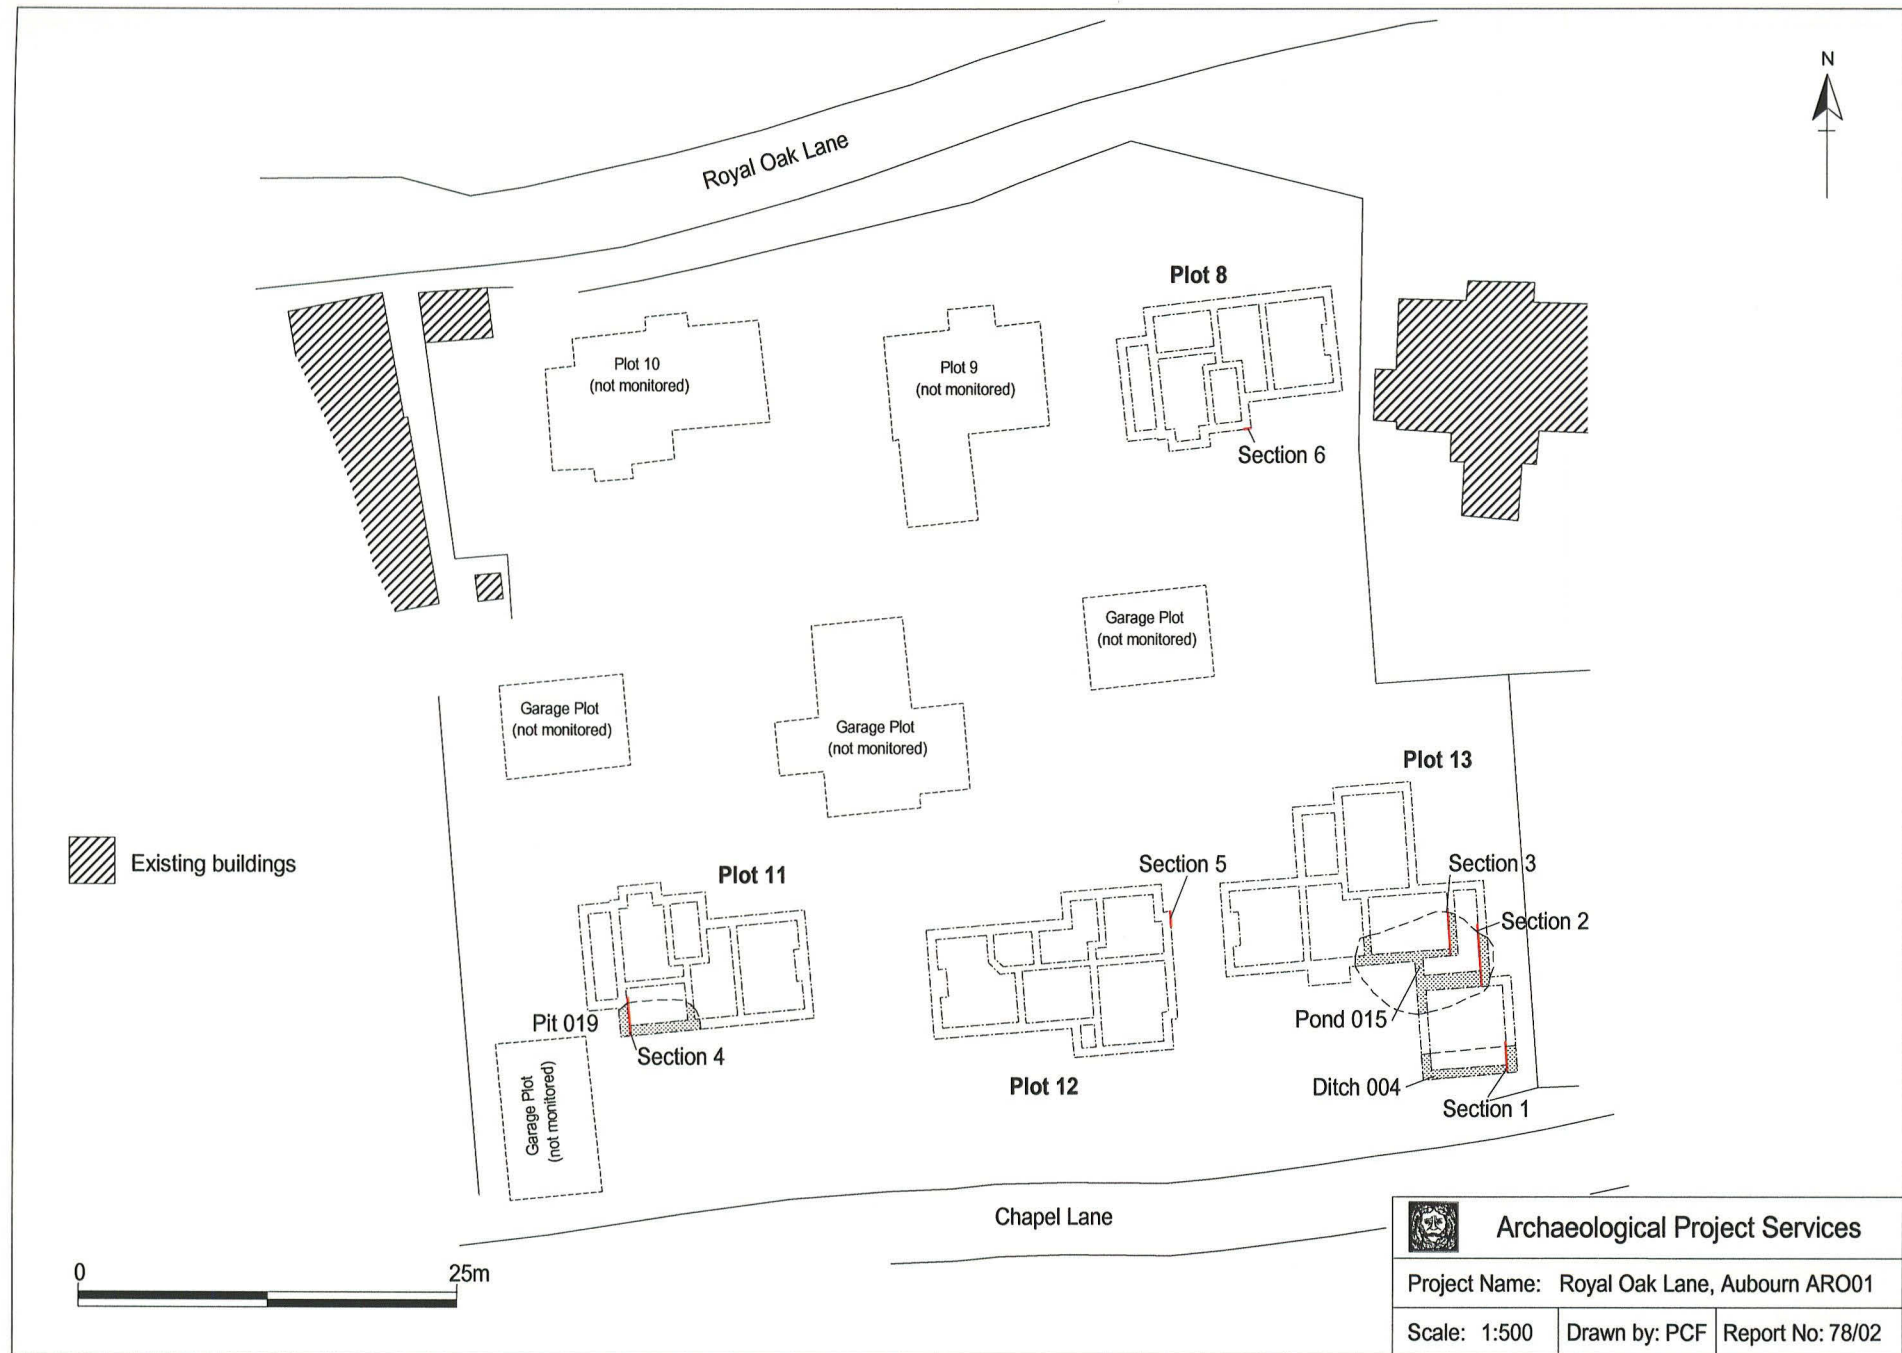 N
Royal Oak Lane
Plot 8
Plot 10
(not monitored)
Plot 9
(not monitored)
Section 6
Garage Plot
(not monitored)
Garage Plot
(not monitored)
Garage Plot
(not monitored)
Plot 13
Existing buildings
Plot 11
Section 5
Section 3
Section 2
Pit 019
Section 4
Pond 015
Plot 12
Ditch 004
Section 1
Garage Plot
(not monitored)
Chapel Lane
0
25m
Archaeological Project Services
Project Name: Royal Oak Lane, Aubourn ARO01
Scale: 1:500
Drawn by: PCF
Report No: 78/02